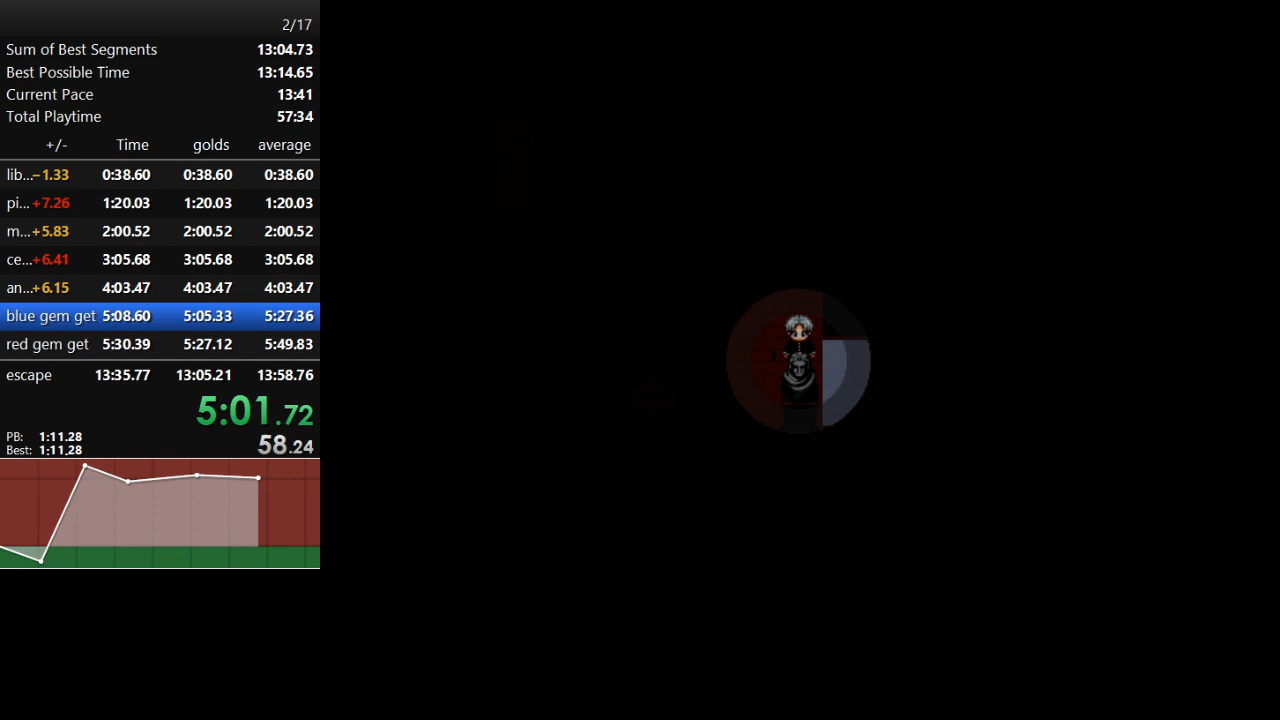 2/17
Sum of Best Segments 13:04.73
Best Possible Time 13:14.65
Current Pace 13:41
Total Playtime 57:34
+/- Time golds average
lib...−1.33 0:38.60 0:38.60 0:38.60
pi...+7.26 1:20.03 1:20.03 1:20.03
m...+5.83 2:00.52 2:00.52 2:00.52
ce...+6.41 3:05.68 3:05.68 3:05.68
an...+6.15 4:03.47 4:03.47 4:03.47
blue gem get 5:08.60 5:05.33 5:27.36
red gem get 5:30.39 5:27.12 5:49.83
escape 13:35.77 13:05.21 13:58.76
5:01.72
PB: 1:11.28 58.24
Best: 1:11.28